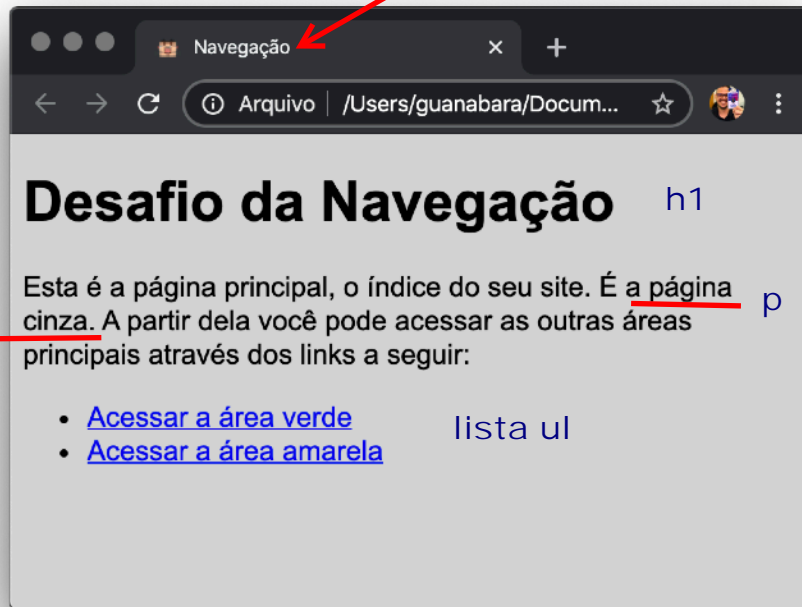 Navegação
Arquivo /Users/guanabara/Docum...
Desafio da Navegação h1
Esta é a página principal, o índice do seu site. É a página
cinza. A partir dela você pode acessar as outras áreas
principais através dos links a seguir:
p
Acessar a área verde
Acessar a área amarela
lista ul